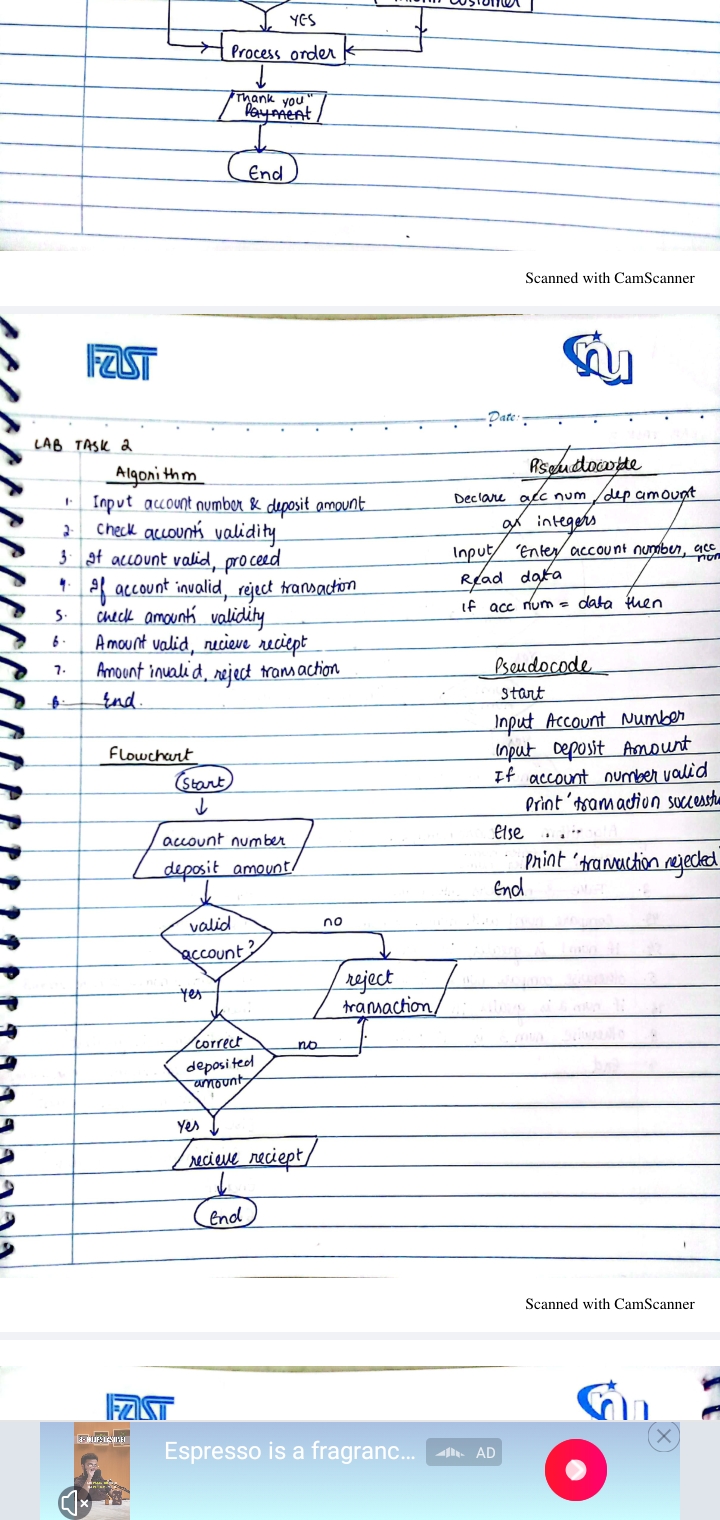 YES
Process order
"Thank you"
Payment
End
Scanned with CamScanner
FAST
nu
Date:
LAB TASK 2
Algorithm
1. Input account number & deposit amount
2. Check account's validity
3. If account valid, proceed
4. If account invalid, reject transaction
5. check amount's validity
6. Amount valid, recieve reciept
7. Amount invalid, reject transaction
8. End.
Pseudocode
Declare acc num, dep amount
as integers
Input 'Enter account number, acc
num
Read data
if acc num = data then
Pseudocode
Start
Input Account Number
Input Deposit Amount
If account number valid
Print 'transaction successfu
Else
Print 'transaction rejected
End
Flowchart
Start
account number
deposit amount
valid
account?
no
reject
transaction
Yes
correct
deposited
amount
no
Yes
recieve reciept
End
Scanned with CamScanner
FAST
nu
Espresso is a fragranc...
AD